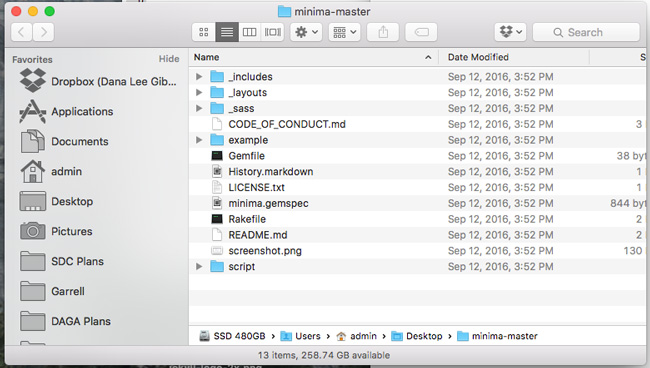 minima-master
Search
Favorites Hide
Name Date Modified S
Dropbox (Dana Lee Gib...
Applications
Documents
admin
Desktop
Pictures
SDC Plans
Garrell
DAGA Plans
_includes Sep 12, 2016, 3:52 PM
_layouts Sep 12, 2016, 3:52 PM
_sass Sep 12, 2016, 3:52 PM
CODE_OF_CONDUCT.md Sep 12, 2016, 3:52 PM 3
example Sep 12, 2016, 3:52 PM
Gemfile Sep 12, 2016, 3:52 PM 38 byt
History.markdown Sep 12, 2016, 3:52 PM 1
LICENSE.txt Sep 12, 2016, 3:52 PM 1
minima.gemspec Sep 12, 2016, 3:52 PM 844 byt
Rakefile Sep 12, 2016, 3:52 PM 2
README.md Sep 12, 2016, 3:52 PM 2
screenshot.png Sep 12, 2016, 3:52 PM 130
script Sep 12, 2016, 3:52 PM
SSD 480GB Users admin Desktop minima-master
13 items, 258.74 GB available